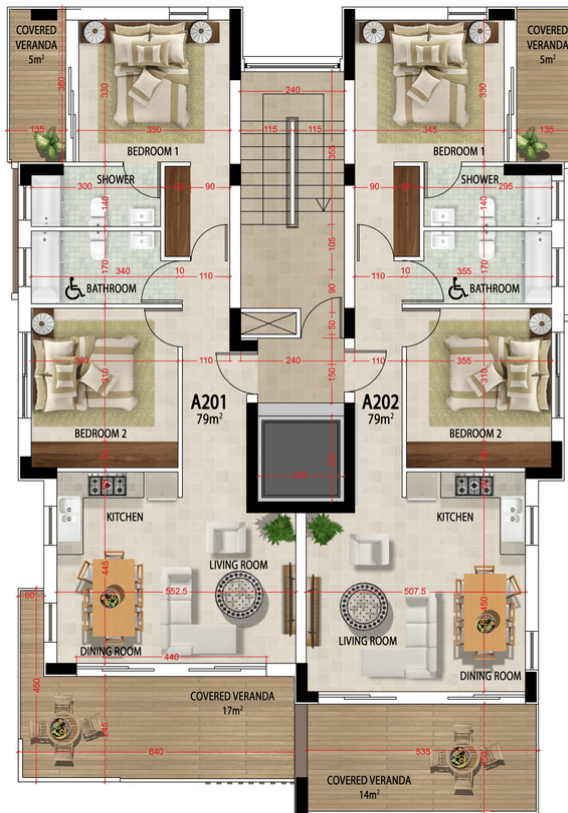 COVERED
VERANDA
5m²
COVERED
VERANDA
5m²
380
330
240
330
135
350
115
115
345
135
BEDROOM 1
BEDROOM 1
355
SHOWER
SHOWER
300
90
90
295
140
140
105
170
170
340
10
110
110
10
355
BATHROOM
BATHROOM
90
50
110
240
110
355
310
310
150
A201
79m²
A202
79m²
BEDROOM 2
BEDROOM 2
KITCHEN
KITCHEN
LIVING ROOM
445
552.5
507.5
450
LIVING ROOM
60
DINING ROOM
440
DINING ROOM
450
245
COVERED VERANDA
17m²
640
535
COVERED VERANDA
14m²